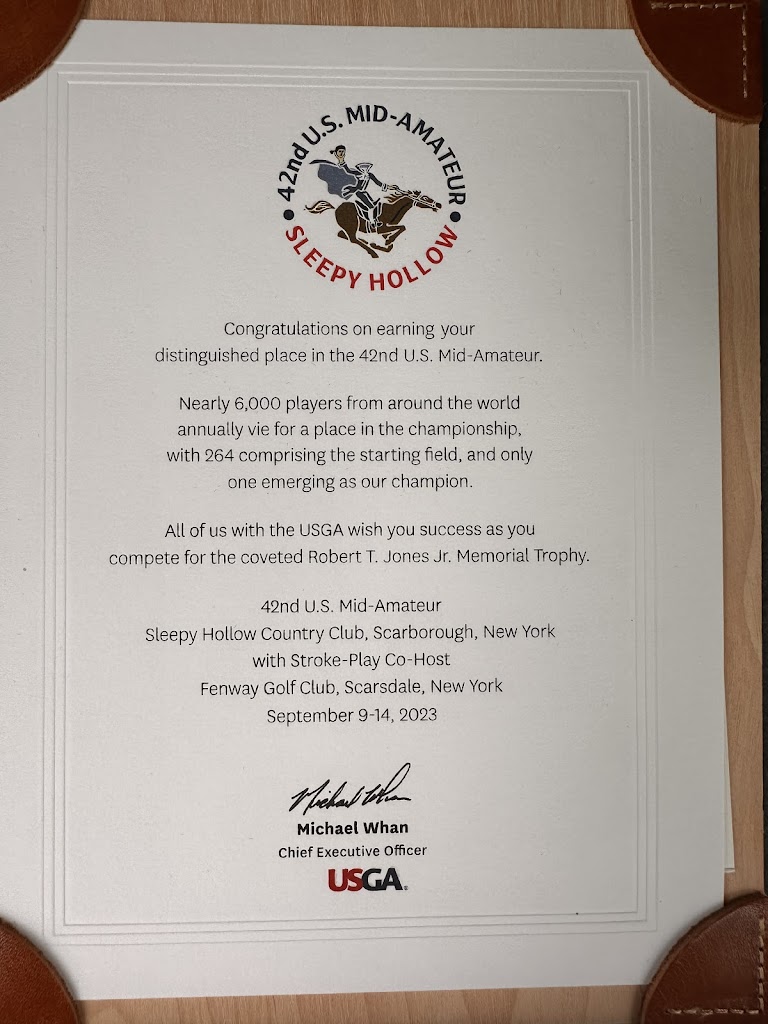 42nd U.S. MID-AMATEUR
SLEEPY HOLLOW
Congratulations on earning your
distinguished place in the 42nd U.S. Mid-Amateur.
Nearly 6,000 players from around the world
annually vie for a place in the championship,
with 264 comprising the starting field, and only
one emerging as our champion.
All of us with the USGA wish you success as you
compete for the coveted Robert T. Jones Jr. Memorial Trophy.
42nd U.S. Mid-Amateur
Sleepy Hollow Country Club, Scarborough, New York
with Stroke-Play Co-Host
Fenway Golf Club, Scarsdale, New York
September 9-14, 2023
Michael Whan
Michael Whan
Chief Executive Officer
USGA®